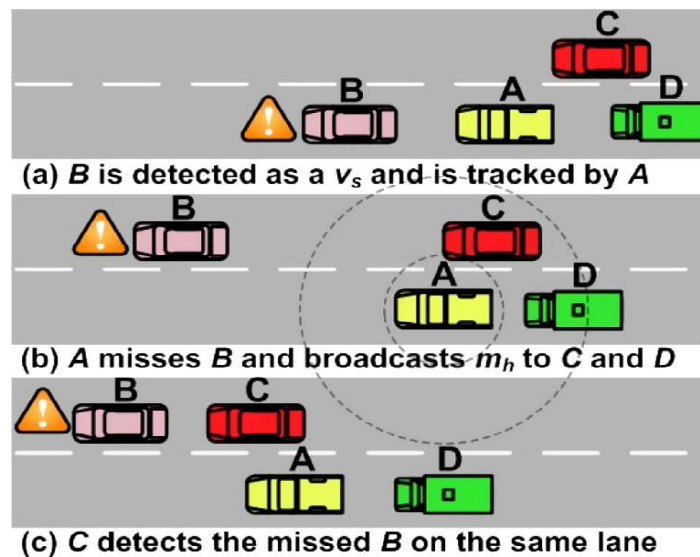 C
B A D
!
(a) B is detected as a vₛ and is tracked by A
B C
!
A D
(b) A misses B and broadcasts mₕ to C and D
B C
!
A D
(c) C detects the missed B on the same lane